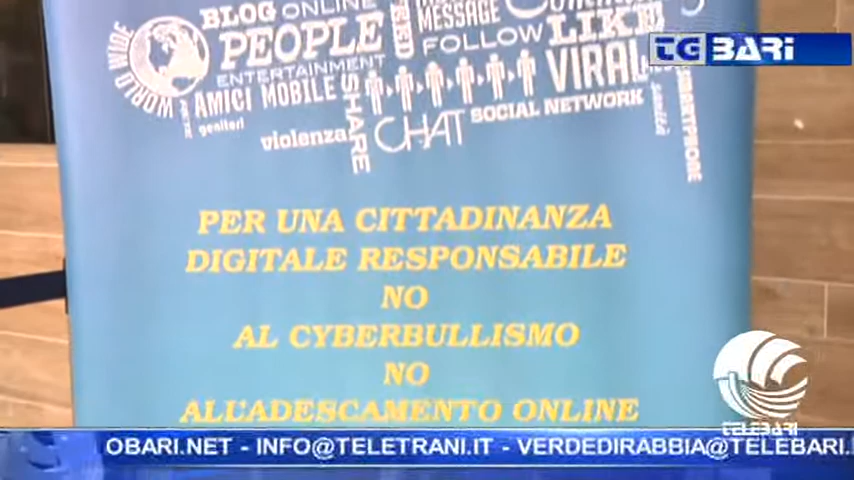 BLOG ONLINE
MESSAGE
LIKE
WORLD WIDE
PEOPLE
FOLLOW
VIRAL
TG BARI
ENTERTAINMENT
AMICI MOBILE
SHARE
genitori
violenza
CHAT
SOCIAL NETWORK
SMARTPHONE
PER UNA CITTADINANZA
DIGITALE RESPONSABILE
NO
AL CYBERBULLISMO
NO
ALL'ADESCAMENTO ONLINE
TELEBARI
OBARI.NET - INFO@TELETRANI.IT - VERDEDIRABBIA@TELEBARI.